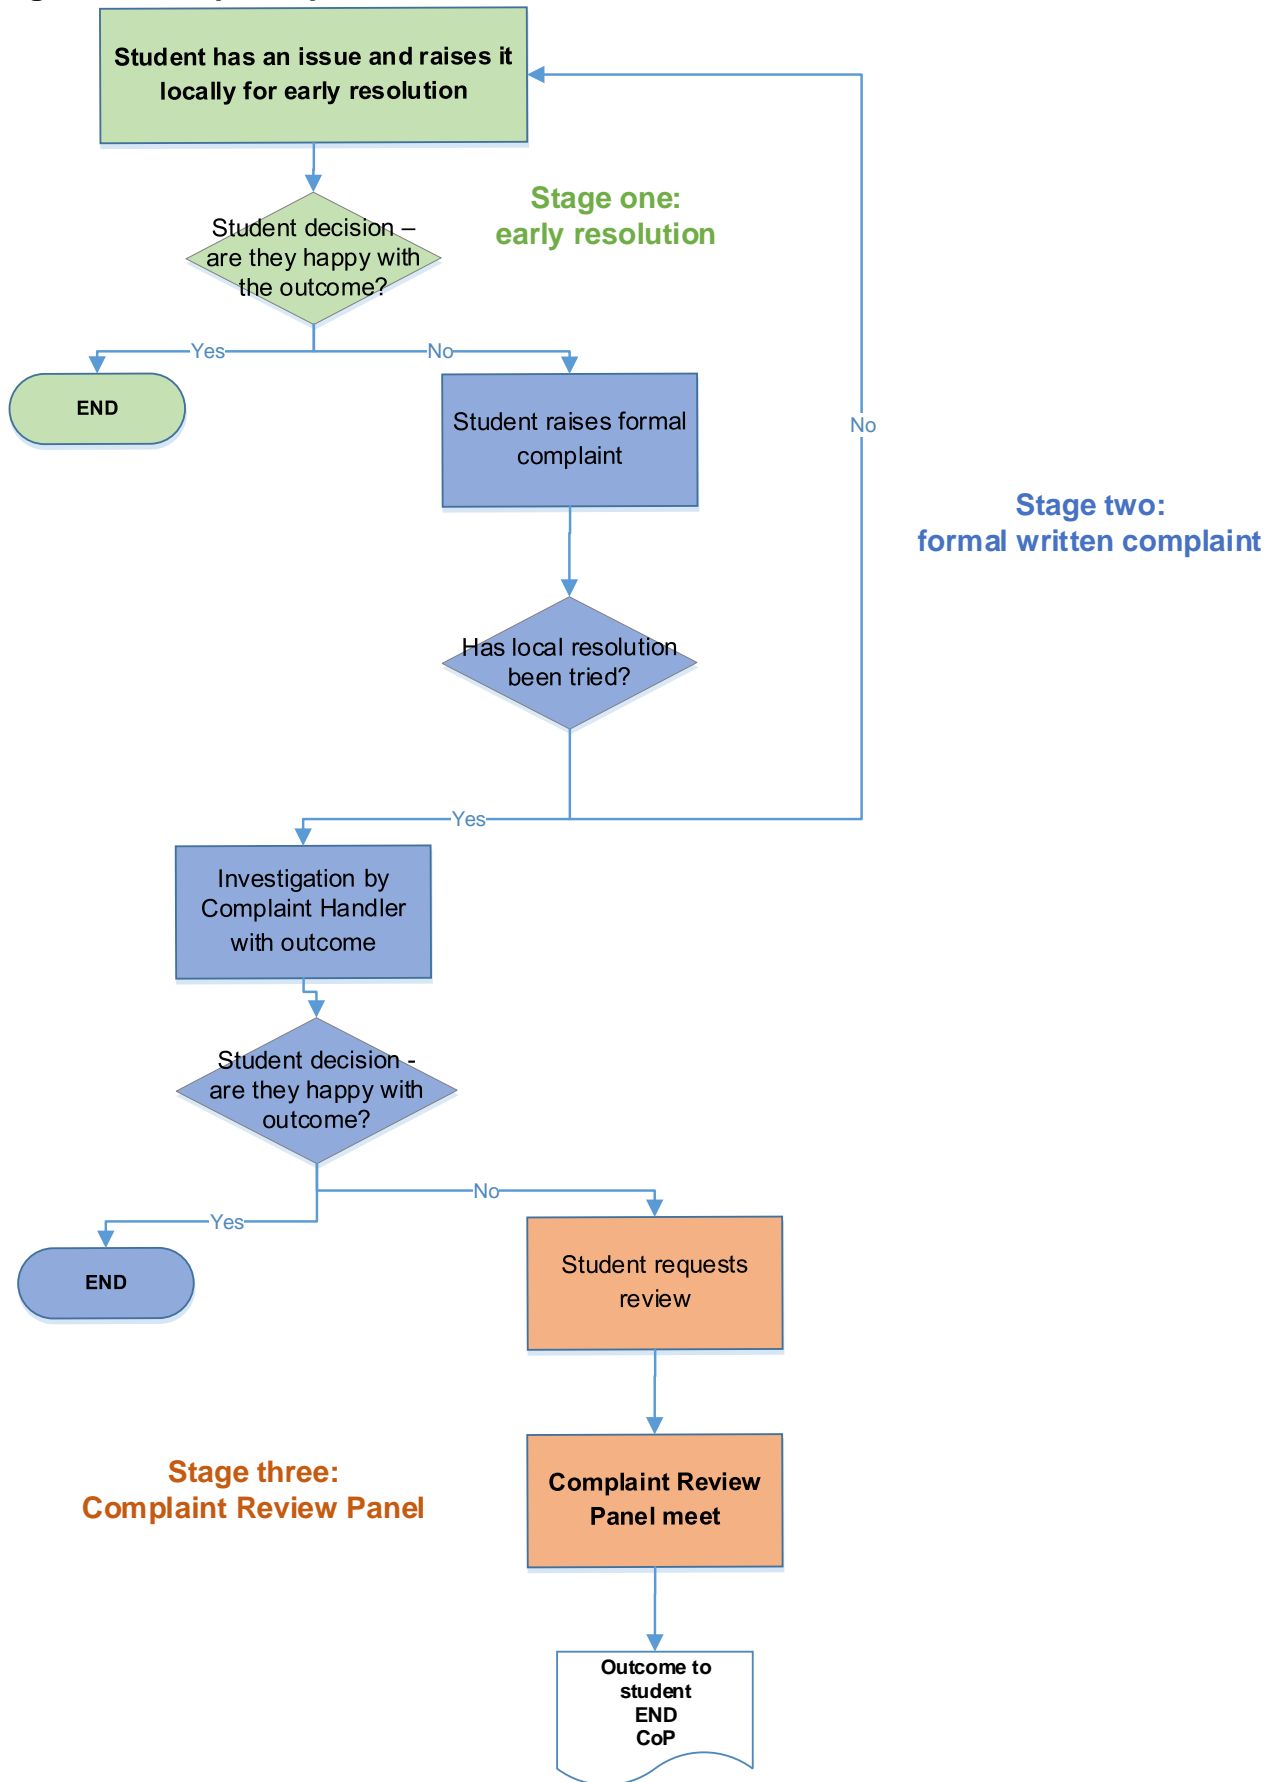 Student has an issue and raises it
locally for early resolution
Stage one:
early resolution
Student decision –
are they happy with
the outcome?
Yes
No
END
Student raises formal
complaint
No
Stage two:
formal written complaint
Has local resolution
been tried?
Yes
Investigation by
Complaint Handler
with outcome
Student decision -
are they happy with
outcome?
No
Yes
END
Student requests
review
Stage three:
Complaint Review Panel
Complaint Review
Panel meet
Outcome to
student
END
CoP